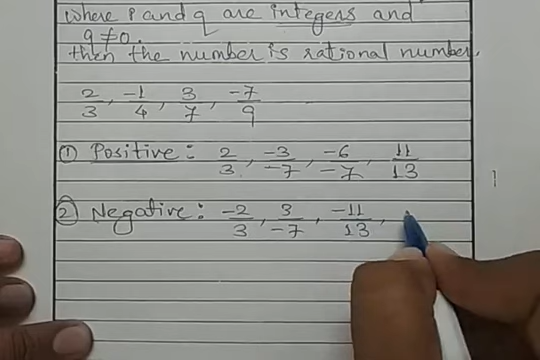 where P and q are integers and
q ≠ 0.
then the number is rational number.
2/3, -1/4, 3/7, -7/9
① Positive: 2/3, -3/-7, -6/-7, 11/13
② Negative: -2/3, 3/-7, -11/13,